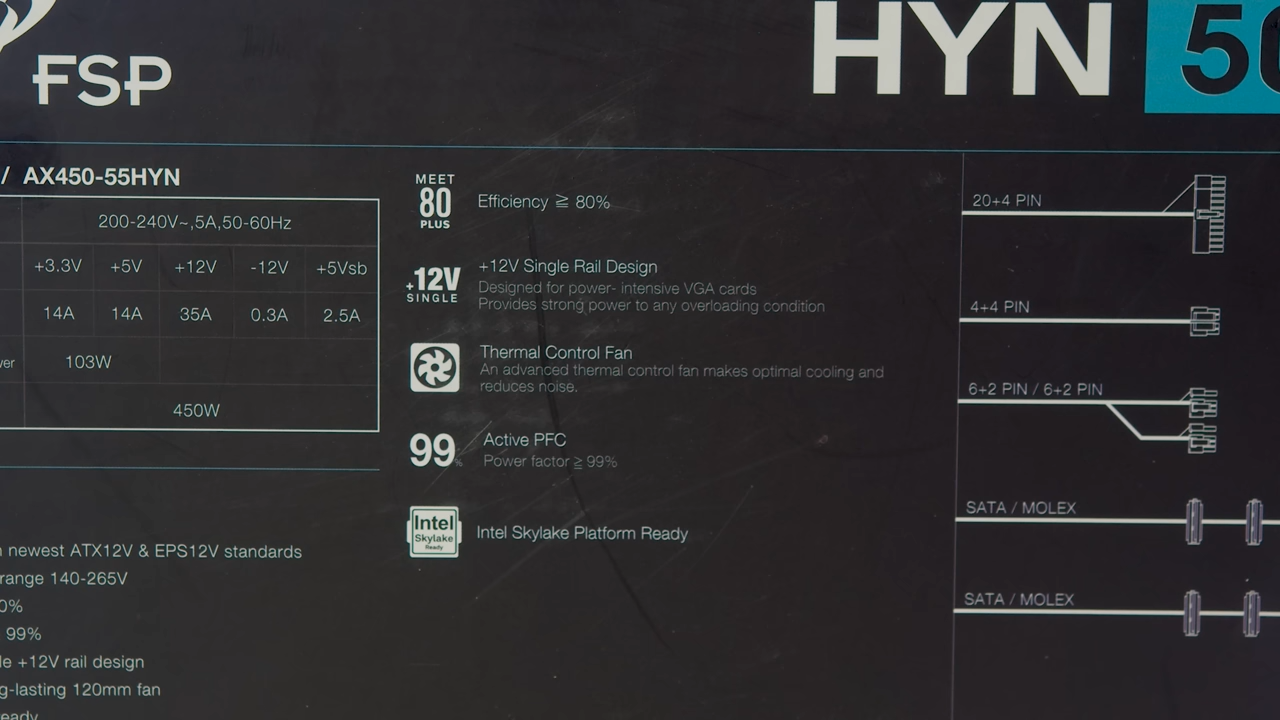 FSP
HYN
/ AX450-55HYN
200-240V~,5A,50-60Hz
+3.3V +5V +12V -12V +5Vsb
14A 14A 35A 0.3A 2.5A
103W
450W
newest ATX12V & EPS12V standards
range 140-265V
0%
99%
+12V rail design
120mm fan
MEET
80
PLUS
Efficiency ≧ 80%
+12V
SINGLE
+12V Single Rail Design
Designed for power- intensive VGA cards
Provides strong power to any overloading condition
Thermal Control Fan
An advanced thermal control fan makes optimal cooling and
reduces noise.
99%
Active PFC
Power factor ≧ 99%
Intel
Skylake
Ready
Intel Skylake Platform Ready
20+4 PIN
4+4 PIN
6+2 PIN / 6+2 PIN
SATA / MOLEX
SATA / MOLEX